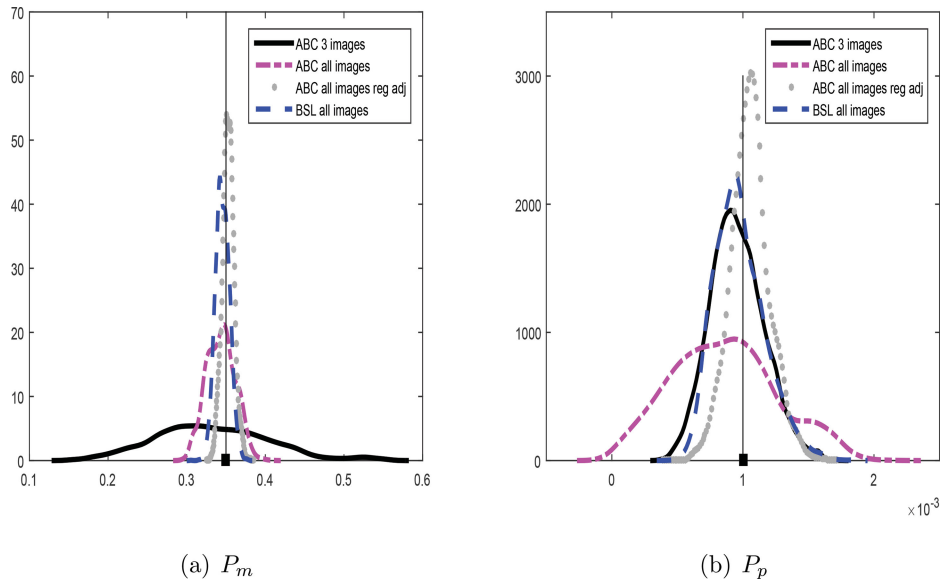 70
60
50
40
30
20
10
0
0.1 0.2 0.3 0.4 0.5 0.6
ABC 3 images
ABC all images
ABC all images reg adj
BSL all images
(a) Pm
3000
2000
1000
0
0 1 2
×10-3
ABC 3 images
ABC all images
ABC all images reg adj
BSL all images
(b) Pp